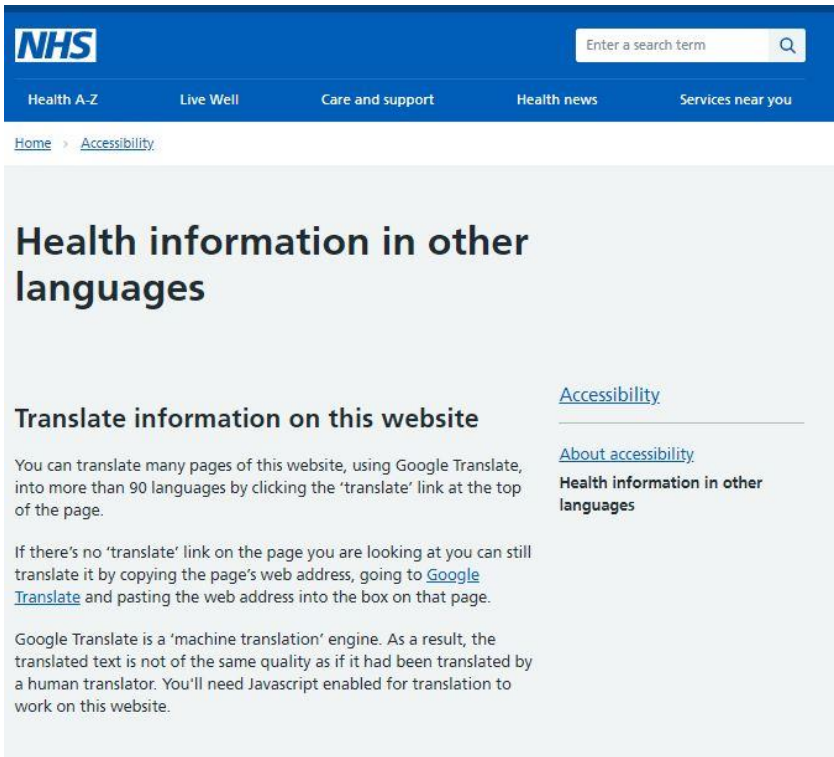 NHS
Enter a search term
Health A-Z Live Well Care and support Health news Services near you
Home > Accessibility
Health information in other
languages
Translate information on this website
You can translate many pages of this website, using Google Translate,
into more than 90 languages by clicking the ‘translate’ link at the top
of the page.
If there’s no ‘translate’ link on the page you are looking at you can still
translate it by copying the page’s web address, going to Google
Translate and pasting the web address into the box on that page.
Google Translate is a ‘machine translation’ engine. As a result, the
translated text is not of the same quality as if it had been translated by
a human translator. You'll need Javascript enabled for translation to
work on this website.
Accessibility
About accessibility
Health information in other
languages